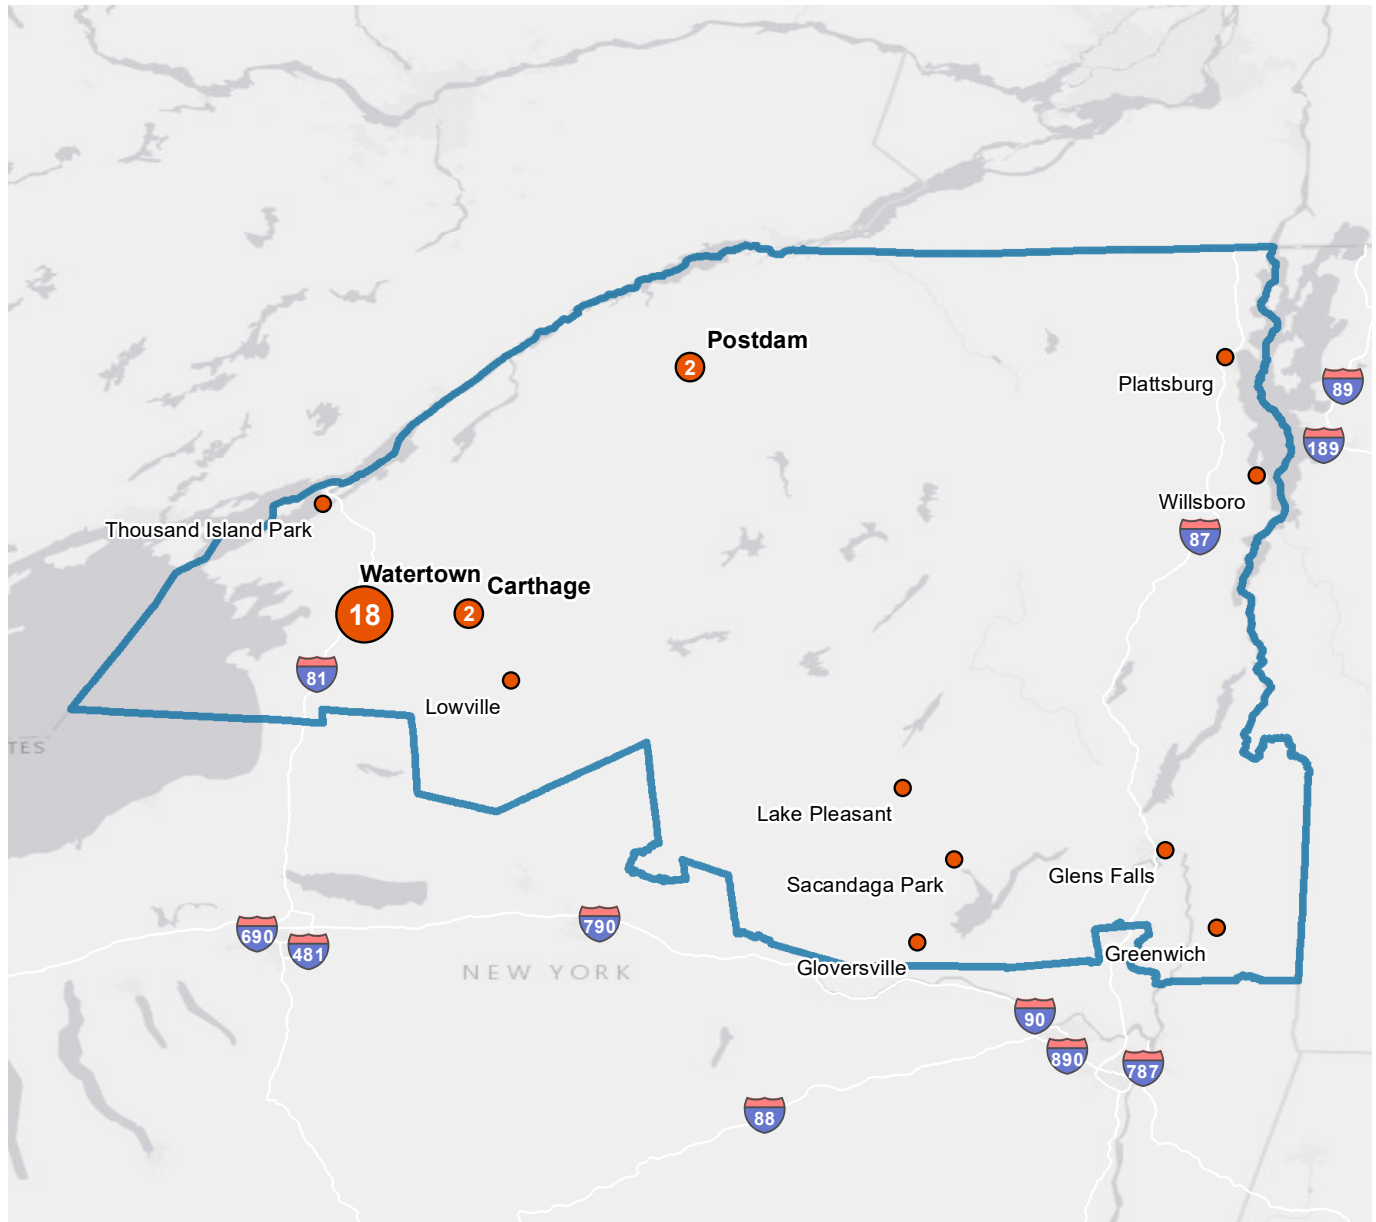 Postdam
2
Plattsburg
89
189
Willsboro
87
Thousand Island Park
Watertown
Carthage
18
2
81
Lowville
TES
Lake Pleasant
Sacandaga Park
Glens Falls
690
481
790
Greenwich
NEW YORK
Gloversville
90
890
787
88